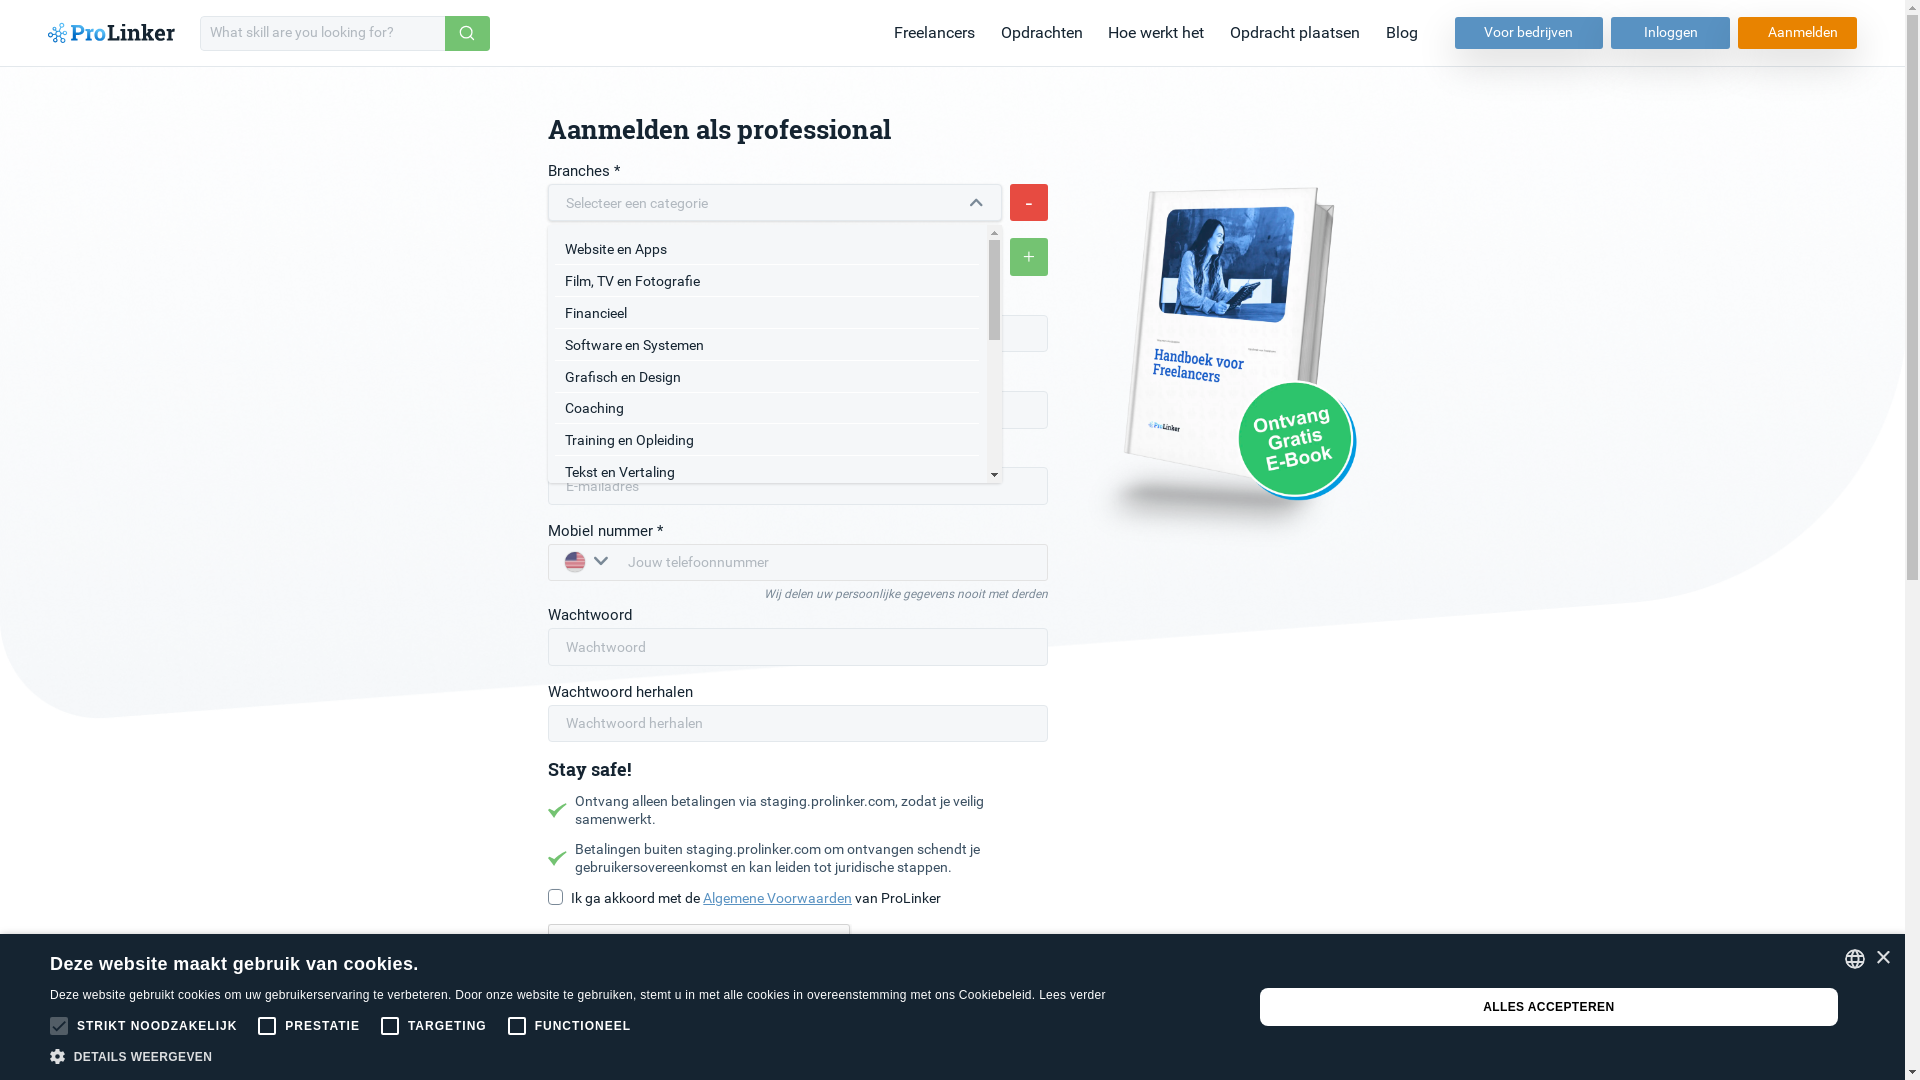 ProLinker
What skill are you looking for?
Freelancers
Opdrachten
Hoe werkt het
Opdracht plaatsen
Blog
Voor bedrijven
Inloggen
Aanmelden
Aanmelden als professional
Branches *
Selecteer een categorie
-
Website en Apps
+
Film, TV en Fotografie
Financieel
Software en Systemen
Grafisch en Design
Coaching
Training en Opleiding
Tekst en Vertaling
E-mailadres
Mobiel nummer *
Jouw telefoonnummer
Wij delen uw persoonlijke gegevens nooit met derden
Wachtwoord
Wachtwoord
Wachtwoord herhalen
Wachtwoord herhalen
Stay safe!
Ontvang alleen betalingen via staging.prolinker.com, zodat je veilig
samenwerkt.
Betalingen buiten staging.prolinker.com om ontvangen schendt je
gebruikersovereenkomst en kan leiden tot juridische stappen.
Ik ga akkoord met de Algemene Voorwaarden van ProLinker
Handboek voor
Freelancers
ProLinker
Ontvang
Gratis
E-Book
Deze website maakt gebruik van cookies.
Deze website gebruikt cookies om uw gebruikerservaring te verbeteren. Door onze website te gebruiken, stemt u in met alle cookies in overeenstemming met ons Cookiebeleid. Lees verder
STRIKT NOODZAKELIJK
PRESTATIE
TARGETING
FUNCTIONEEL
DETAILS WEERGEVEN
ALLES ACCEPTEREN
×